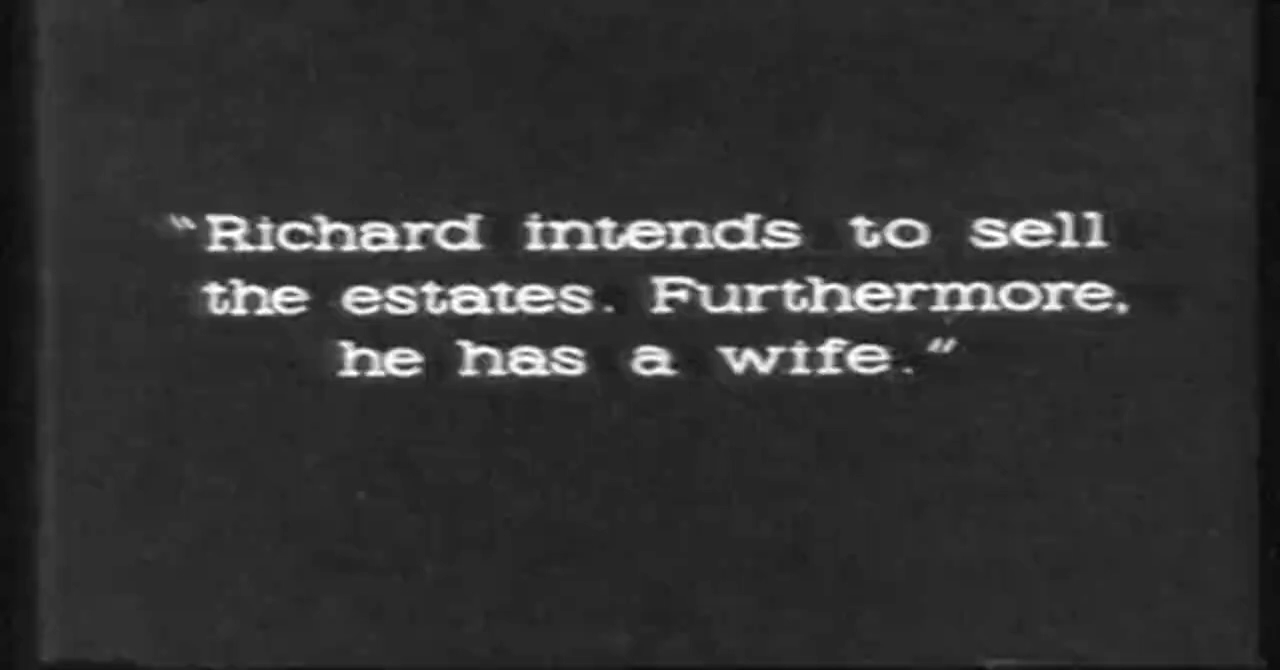 "Richard intends to sell
the estates. Furthermore,
he has a wife."